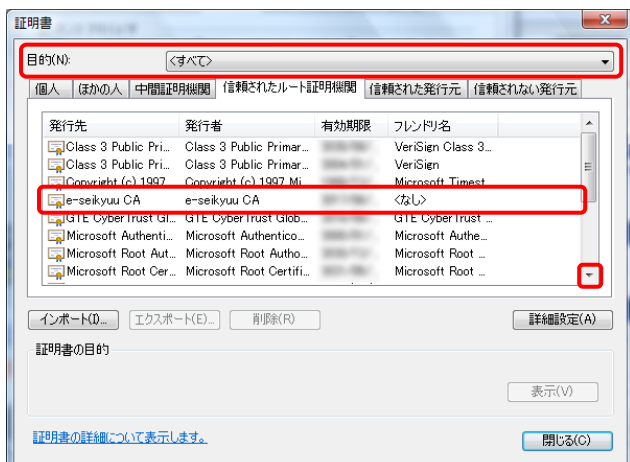 証明書
目的(N): <すべて>
個人 ほかの人 中間証明機関 信頼されたルート証明機関 信頼された発行元 信頼されない発行元
発行先 発行者 有効期限 フレンドリ名
Class 3 Public Pri... Class 3 Public Primar... VeriSign Class 3...
Class 3 Public Pri... Class 3 Public Primar... VeriSign
Copyright (c) 1997 Copyright (c) 1997 Mi... Microsoft Timest...
e-seikyuu CA e-seikyuu CA <なし>
GTE CyberTrust Gl... GTE CyberTrust Glob... GTE CyberTrust ...
Microsoft Authenti... Microsoft Authentico... Microsoft Authe...
Microsoft Root Aut... Microsoft Root Autho... Microsoft Root ...
Microsoft Root Cer... Microsoft Root Certifi... Microsoft Root ...
インポート(I)... エクスポート(E)... 削除(R) 詳細設定(A)
証明書の目的
表示(V)
証明書の詳細について表示します。
閉じる(C)